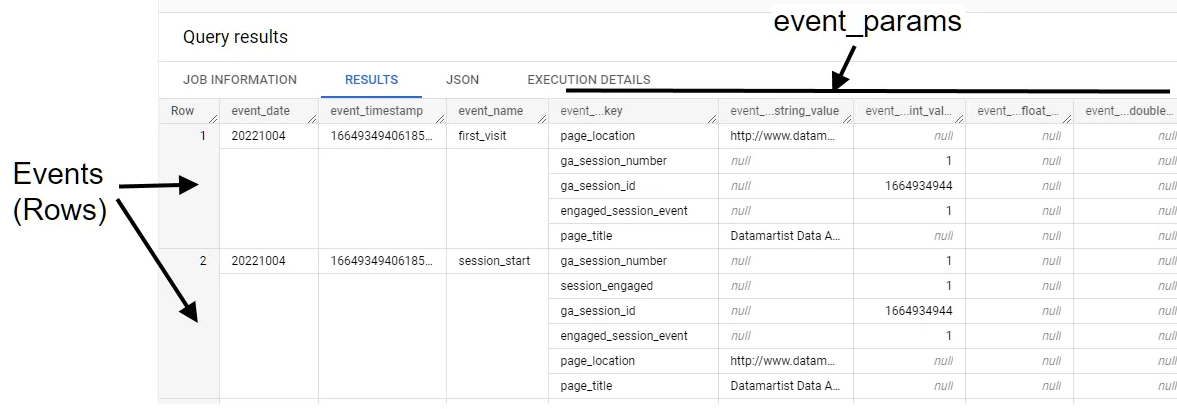 event_params
Query results
JOB INFORMATION RESULTS JSON EXECUTION DETAILS
Row event_date event_timestamp event_name event_...key event_...string_value event_...int_val... event_...float_... event_...double...
1 20221004 16649349406185... first_visit page_location http://www.datam... null null null
ga_session_number null 1 null null
ga_session_id null 1664934944 null null
engaged_session_event null 1 null null
page_title Datamartist Data A... null null null
Events
(Rows)
2 20221004 16649349406185... session_start ga_session_number null 1 null null
session_engaged null 1 null null
ga_session_id null 1664934944 null null
engaged_session_event null 1 null null
page_location http://www.datam... null null null
page_title Datamartist Data A... null null null